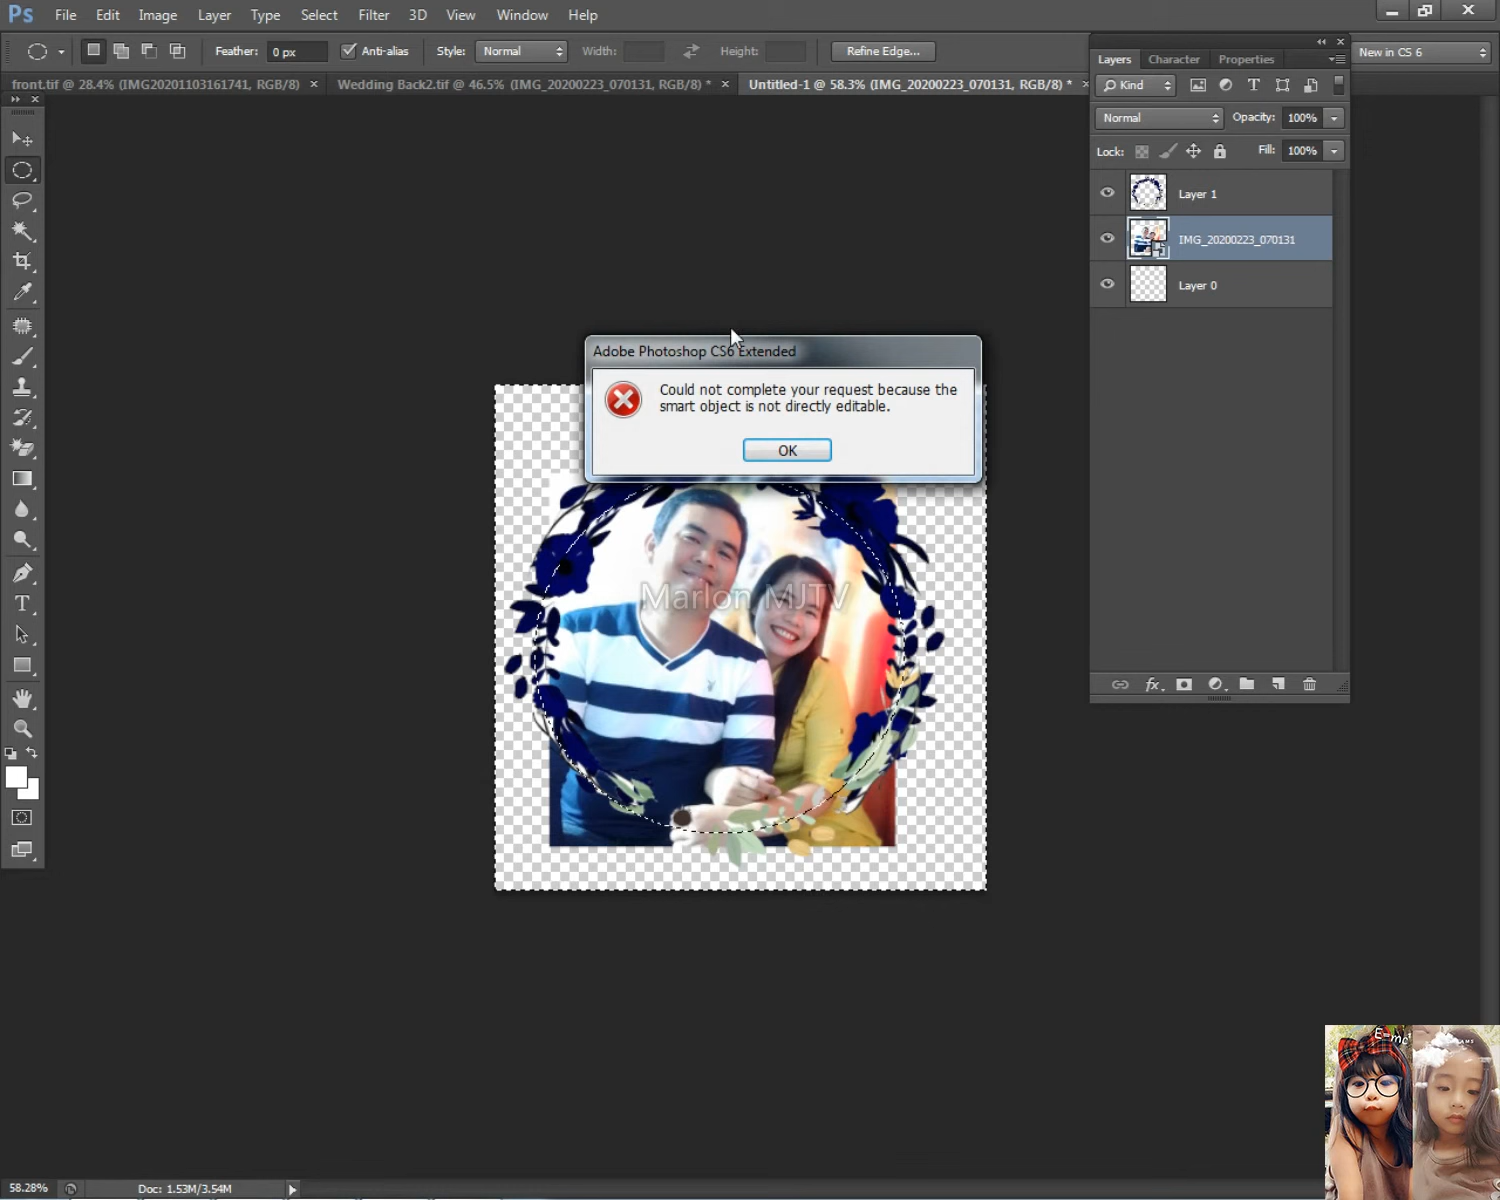 Ps File Edit Image Layer Type Select Filter 3D View Window Help
Feather: 0 px Anti-alias Style: Normal Width: Height: Refine Edge... New in CS 6
front.tif @ 28.4% (IMG20201103161741, RGB/8) × Wedding Back2.tif @ 46.5% (IMG_20200223_070131, RGB/8) * × Untitled-1 @ 58.3% (IMG_20200223_070131, RGB/8) * ×
Layers Character Properties
Kind
Normal Opacity: 100%
Lock: Fill: 100%
Layer 1
IMG_20200223_070131
Layer 0
Adobe Photoshop CS6 Extended
Could not complete your request because the
smart object is not directly editable.
OK
Marlon MJTV
E=mc²
58.28% Doc: 1.53M/3.54M